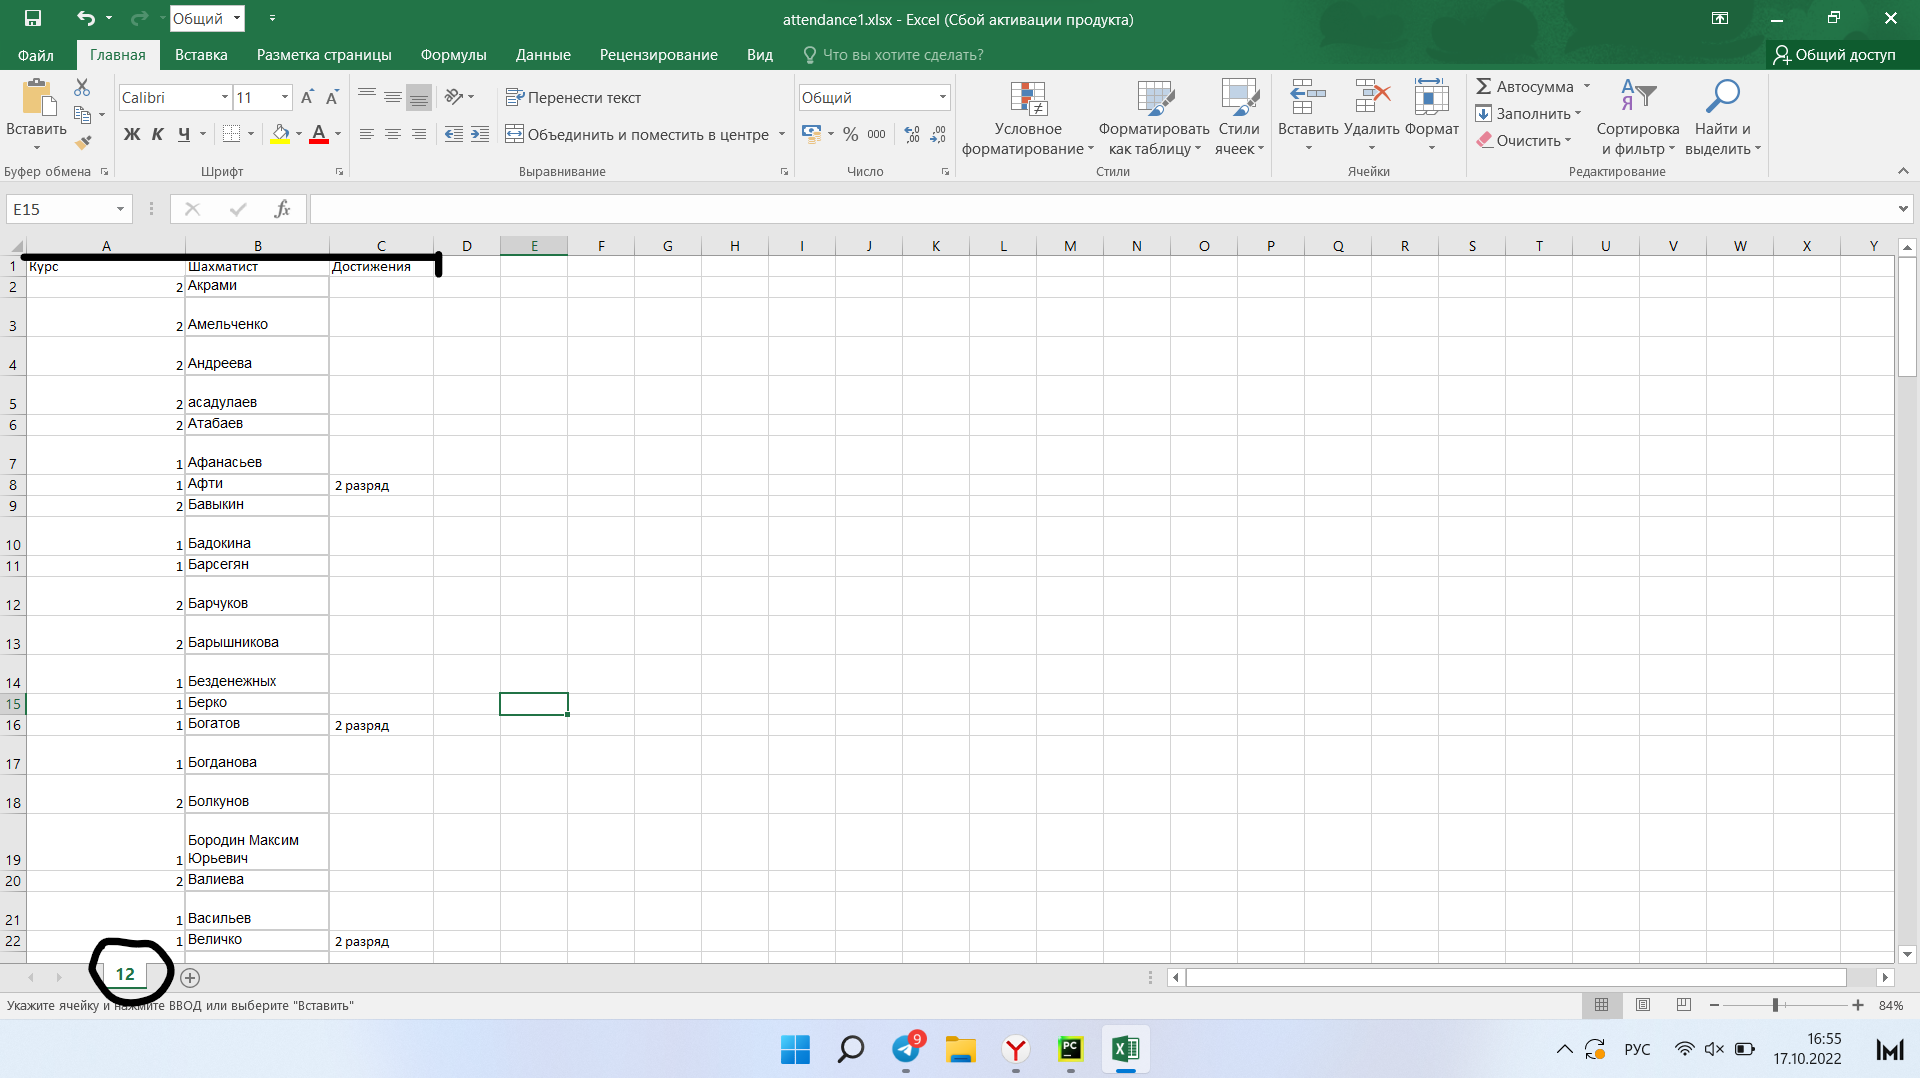 Общий
attendance1.xlsx - Excel (Сбой активации продукта)
Файл Главная Вставка Разметка страницы Формулы Данные Рецензирование Вид Что вы хотите сделать? Общий доступ
Вставить
Буфер обмена
Calibri 11
Ж К Ч А
Шрифт
Перенести текст
Объединить и поместить в центре
Выравнивание
Общий
% 000
Число
Условное форматирование
Форматировать как таблицу
Стили ячеек
Стили
Вставить Удалить Формат
Ячейки
Автосумма
Заполнить
Очистить
Сортировка и фильтр
Найти и выделить
Редактирование
E15 fx
A B C D E F G H I J K L M N O P Q R S T U V W X Y
1 Курс Шахматист Достижения
2 2 Акрами
3 2 Амельченко
4 2 Андреева
5 2 асадулаев
6 2 Атабаев
7 1 Афанасьев
8 1 Афти 2 разряд
9 2 Бавыкин
10 1 Бадокина
11 1 Барсегян
12 2 Барчуков
13 2 Барышникова
14 1 Безденежных
15 1 Берко
16 1 Богатов 2 разряд
17 1 Богданова
18 2 Болкунов
19 1 Бородин Максим
Юрьевич
20 2 Валиева
21 1 Васильев
22 1 Величко 2 разряд
12
Укажите ячейку и нажмите ВВОД или выберите "Вставить" 84%
9 PC РУС 16:55
17.10.2022